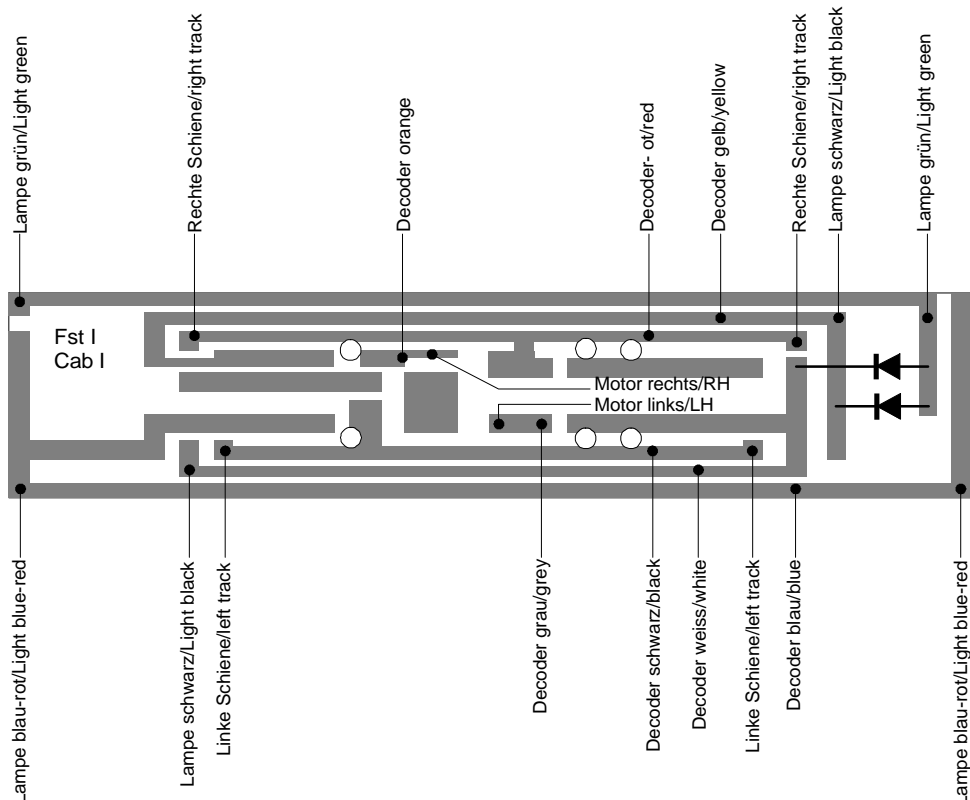 Lampe grün/Light green
Rechte Schiene/right track
Decoder orange
Decoder- ot/red
Decoder gelb/yellow
Rechte Schiene/right track
Lampe schwarz/Light black
Lampe grün/Light green
Fst I
Cab I
Motor rechts/RH
Motor links/LH
Lampe blau-rot/Light blue-red
Lampe schwarz/Light black
Linke Schiene/left track
Decoder grau/grey
Decoder schwarz/black
Decoder weiss/white
Linke Schiene/left track
Decoder blau/blue
Lampe blau-rot/Light blue-red